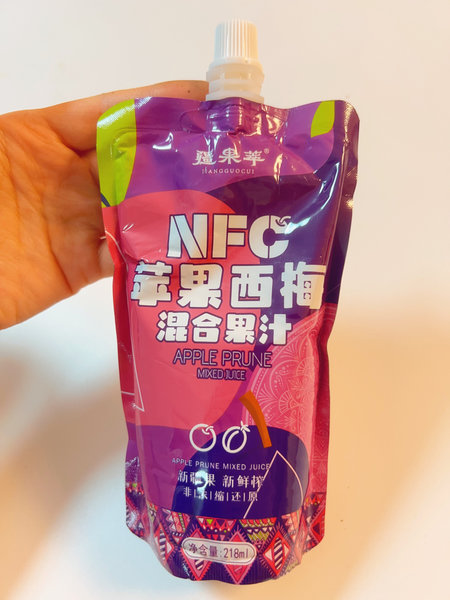 疆果萃®
JIANGGUOCUI
NFC
苹果西梅
混合果汁
APPLE PRUNE
MIXED JUICE
APPLE PRUNE MIXED JUICE
新疆果 新鲜榨
非|浓|缩|还|原
净含量:218ml